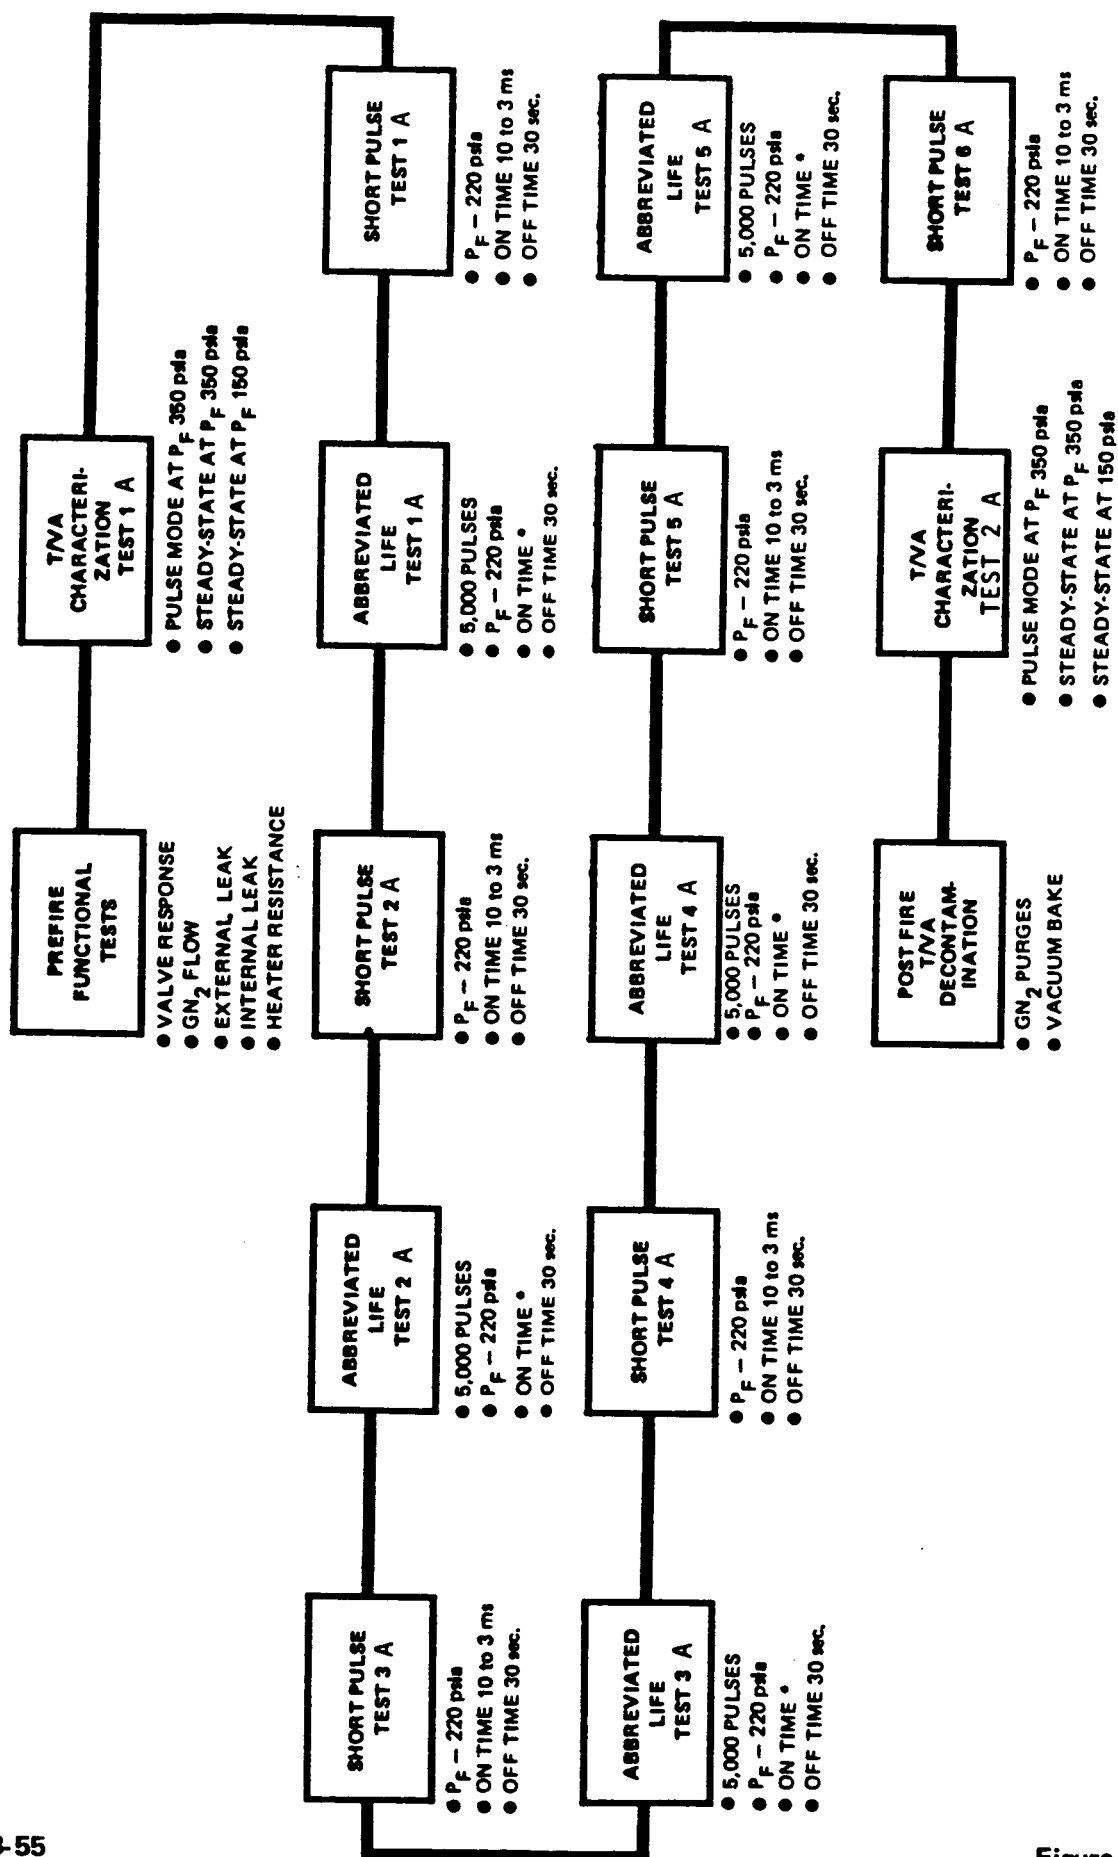 PREFIRE
FUNCTIONAL
TESTS
● VALVE RESPONSE
● GN2 FLOW
● EXTERNAL LEAK
● INTERNAL LEAK
● HEATER RESISTANCE
T/VA
CHARACTERI-
ZATION
TEST 1 A
● PULSE MODE AT PF 350 psia
● STEADY-STATE AT PF 350 psia
● STEADY-STATE AT PF 150 psia
SHORT PULSE
TEST 1 A
● PF – 220 psia
● ON TIME 10 to 3 ms
● OFF TIME 30 sec.
ABBREVIATED
LIFE
TEST 1 A
● 5,000 PULSES
● PF – 220 psia
● ON TIME *
● OFF TIME 30 sec.
SHORT PULSE
TEST 2 A
● PF – 220 psia
● ON TIME 10 to 3 ms
● OFF TIME 30 sec.
ABBREVIATED
LIFE
TEST 2 A
● 5,000 PULSES
● PF – 220 psia
● ON TIME *
● OFF TIME 30 sec.
SHORT PULSE
TEST 3 A
● PF – 220 psia
● ON TIME 10 to 3 ms
● OFF TIME 30 sec.
ABBREVIATED
LIFE
TEST 3 A
● 5,000 PULSES
● PF – 220 psia
● ON TIME *
● OFF TIME 30 sec.
SHORT PULSE
TEST 4 A
● PF – 220 psia
● ON TIME 10 to 3 ms
● OFF TIME 30 sec.
ABBREVIATED
LIFE
TEST 4 A
● 5,000 PULSES
● PF – 220 psia
● ON TIME *
● OFF TIME 30 sec.
SHORT PULSE
TEST 5 A
● PF – 220 psia
● ON TIME 10 to 3 ms
● OFF TIME 30 sec.
ABBREVIATED
LIFE
TEST 5 A
● 5,000 PULSES
● PF – 220 psia
● ON TIME *
● OFF TIME 30 sec.
SHORT PULSE
TEST 6 A
● PF – 220 psia
● ON TIME 10 to 3 ms
● OFF TIME 30 sec.
T/VA
CHARACTERI-
ZATION
TEST 2 A
● PULSE MODE AT PF 350 psia
● STEADY-STATE AT PF 350 psia
● STEADY-STATE AT 150 psia
POST FIRE
T/VA
DECONTAM-
INATION
● GN2 PURGES
● VACUUM BAKE
-55